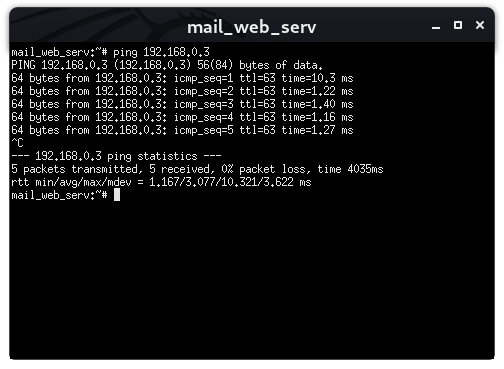 mail_web_serv
mail_web_serv:~# ping 192.168.0.3
PING 192.168.0.3 (192.168.0.3) 56(84) bytes of data.
64 bytes from 192.168.0.3: icmp_seq=1 ttl=63 time=10.3 ms
64 bytes from 192.168.0.3: icmp_seq=2 ttl=63 time=1.22 ms
64 bytes from 192.168.0.3: icmp_seq=3 ttl=63 time=1.40 ms
64 bytes from 192.168.0.3: icmp_seq=4 ttl=63 time=1.16 ms
64 bytes from 192.168.0.3: icmp_seq=5 ttl=63 time=1.27 ms
^C
--- 192.168.0.3 ping statistics ---
5 packets transmitted, 5 received, 0% packet loss, time 4035ms
rtt min/avg/max/mdev = 1.167/3.077/10.321/3.622 ms
mail_web_serv:~#